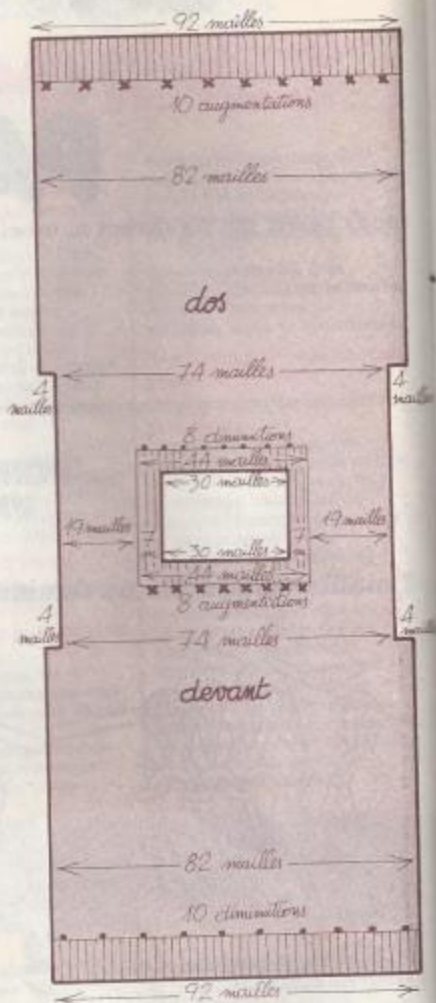 92 mailles
10 augmentations
82 mailles
dos
74 mailles
4 mailles
4 mailles
8 diminutions
44 mailles
30 mailles
19 mailles
7 m
7 m
19 mailles
30 mailles
44 mailles
8 augmentations
4 mailles
4 mailles
74 mailles
devant
82 mailles
10 diminutions
92 mailles